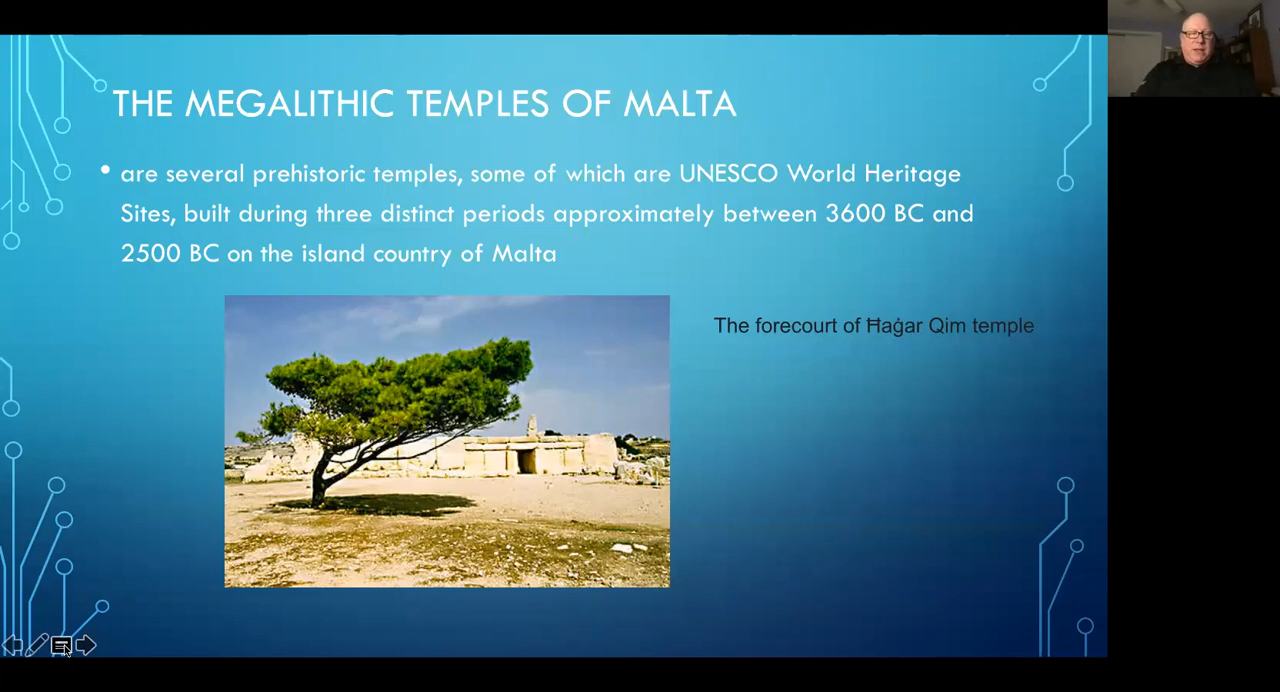 THE MEGALITHIC TEMPLES OF MALTA
• are several prehistoric temples, some of which are UNESCO World Heritage
Sites, built during three distinct periods approximately between 3600 BC and
2500 BC on the island country of Malta
The forecourt of Ħaġar Qim temple